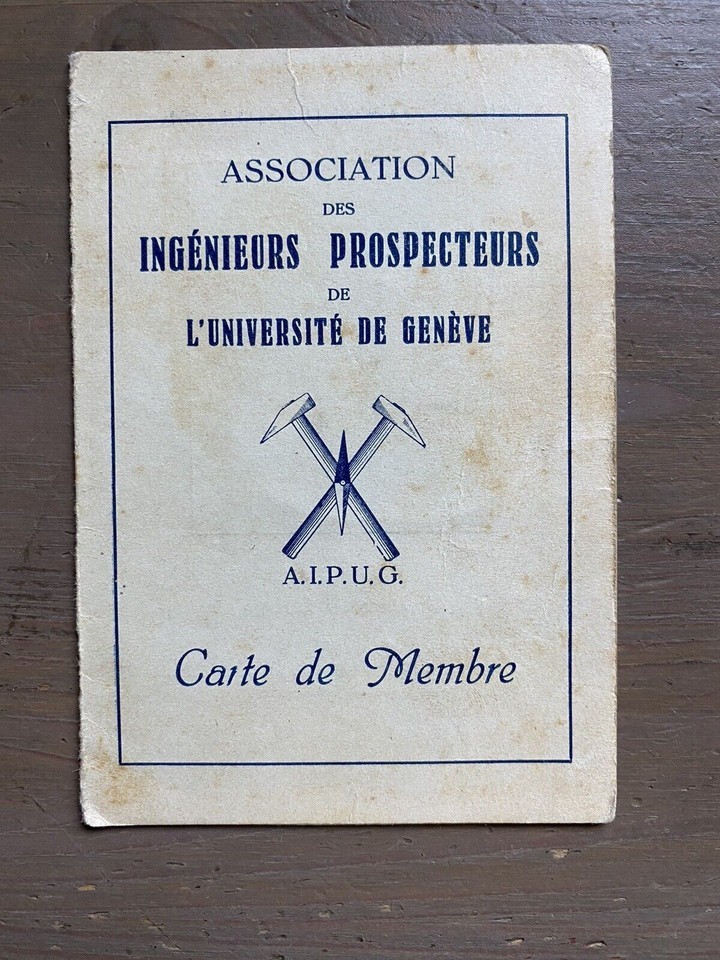 ASSOCIATION
DES
INGÉNIEURS PROSPECTEURS
DE
L'UNIVERSITÉ DE GENÈVE
A.I.P.U.G.
Carte de Membre